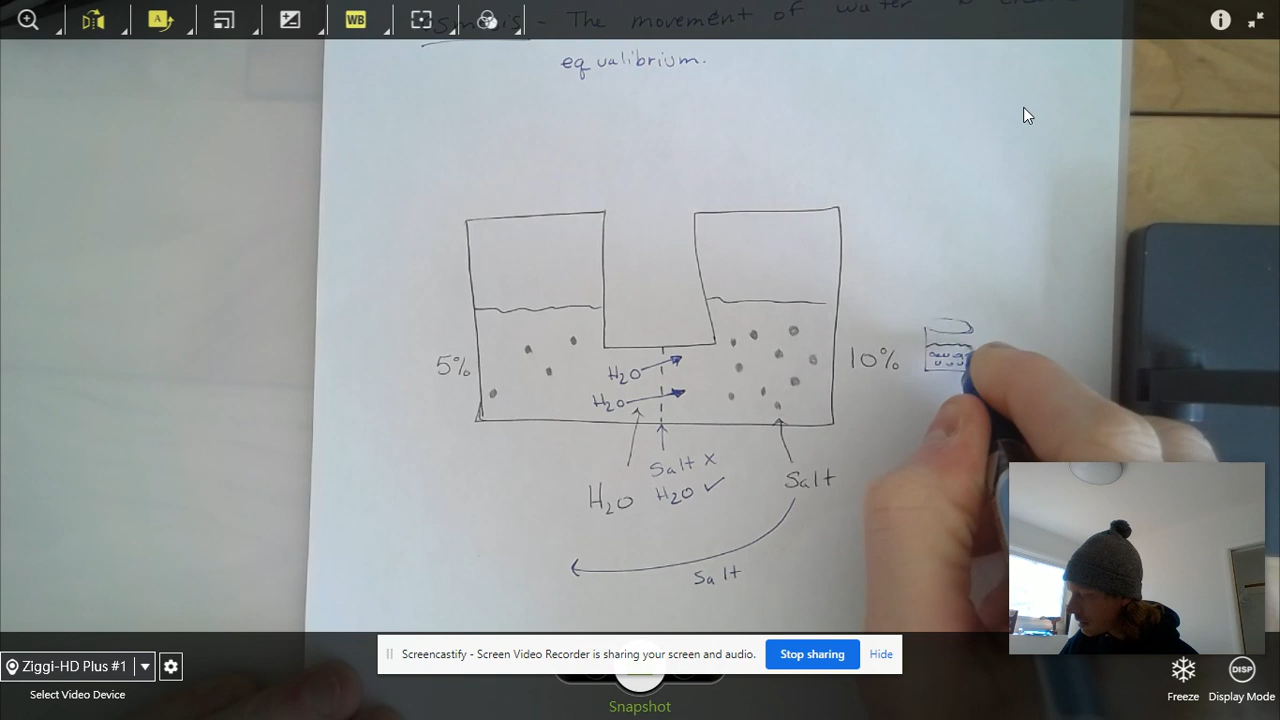 WB
A
smosis - The movement of water
equalibrium.
5%
10%
H2O
H2O
Salt x
H2O ✓
H2O
Salt
Salt
Screencastify - Screen Video Recorder is sharing your screen and audio.
Stop sharing
Hide
Ziggi-HD Plus #1
Select Video Device
Snapshot
Freeze
DISP
Display Mode